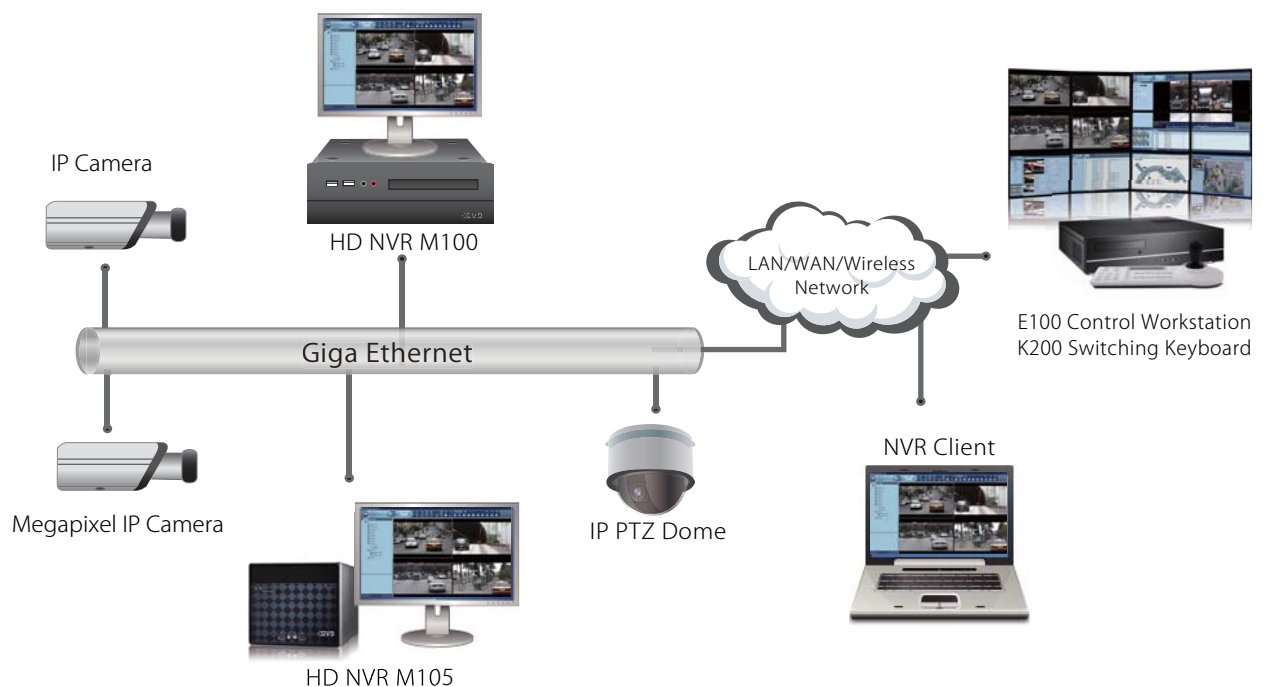 IP Camera
HD NVR M100
LAN/WAN/Wireless
Network
E100 Control Workstation
K200 Switching Keyboard
Giga Ethernet
NVR Client
Megapixel IP Camera
IP PTZ Dome
HD NVR M105